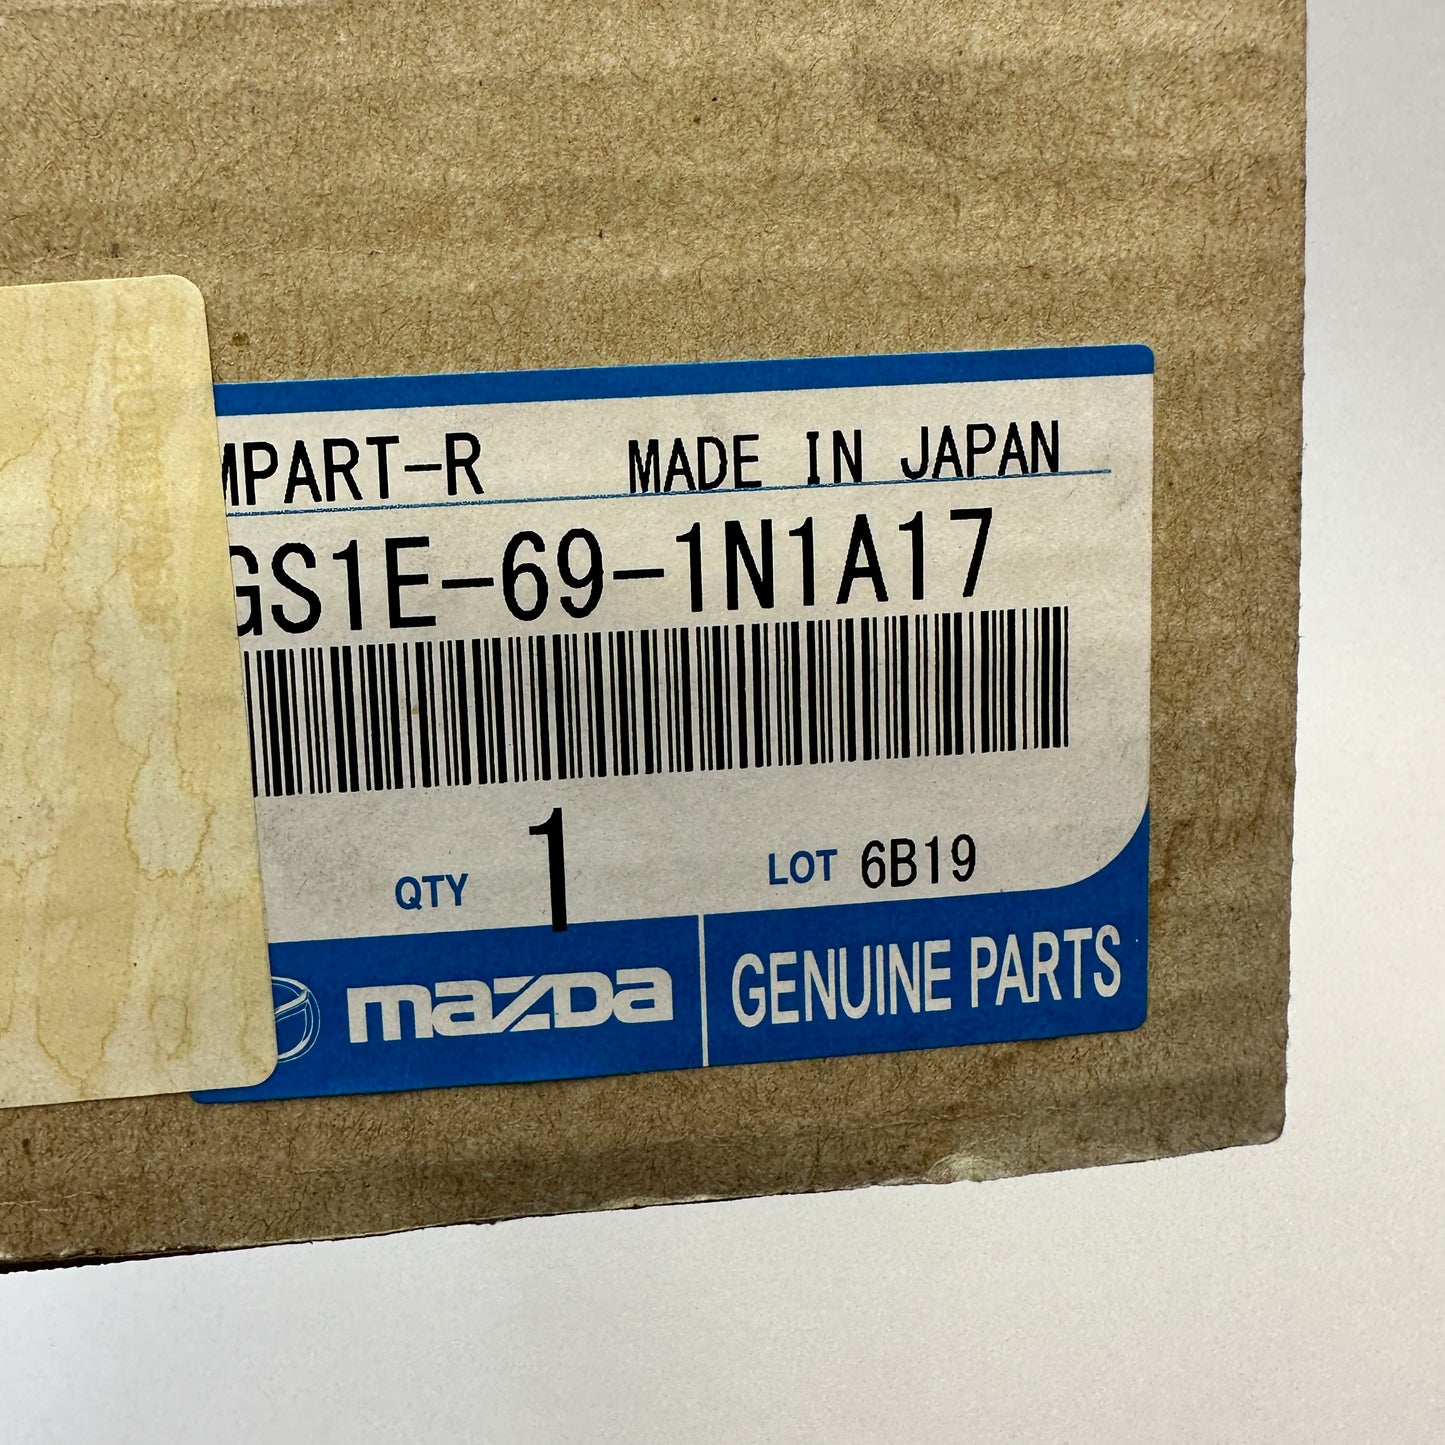 MPART-R MADE IN JAPAN
GS1E-69-1N1A17
QTY 1 LOT 6B19
mazda GENUINE PARTS